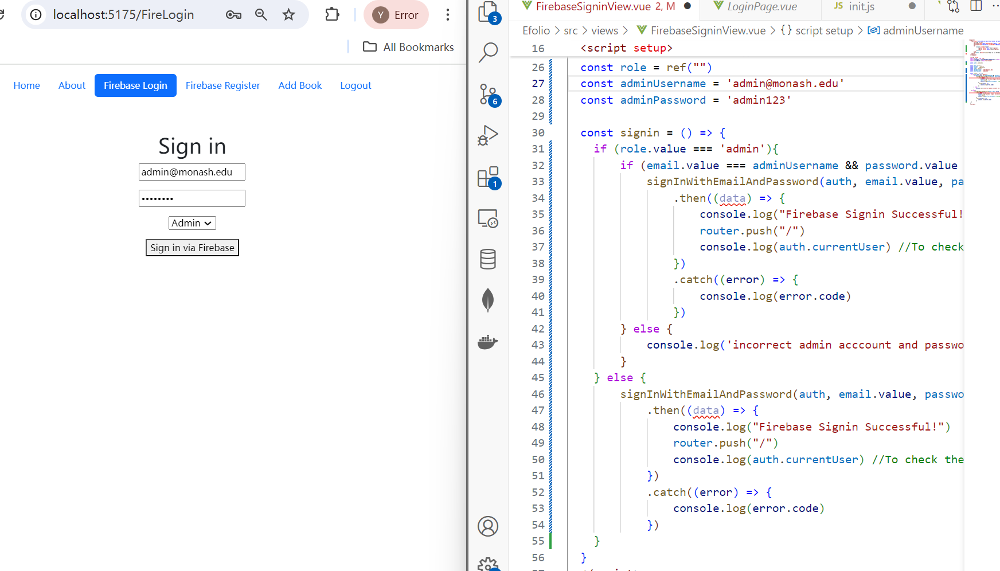 localhost:5175/FireLogin
Y Error
All Bookmarks
Home About Firebase Login Firebase Register Add Book Logout
Sign in
admin@monash.edu
••••••••
Admin
Sign in via Firebase
3
6
1
FirebaseSigninView.vue 2, M
LoginPage.vue
JS init.js
Efolio > src > views > FirebaseSigninView.vue > {} script setup > adminUsername
16 <script setup>
26 const role = ref("")
27 const adminUsername = 'admin@monash.edu'
28 const adminPassword = 'admin123'
29
30 const signin = () => {
31 if (role.value === 'admin'){
32 if (email.value === adminUsername && password.value
33 signInWithEmailAndPassword(auth, email.value, pa
34 .then((data) => {
35 console.log("Firebase Signin Successful!
36 router.push("/")
37 console.log(auth.currentUser) //To check
38 })
39 .catch((error) => {
40 console.log(error.code)
41 })
42 } else {
43 console.log('incorrect admin acccount and passwo
44 }
45 } else {
46 signInWithEmailAndPassword(auth, email.value, passwo
47 .then((data) => {
48 console.log("Firebase Signin Successful!")
49 router.push("/")
50 console.log(auth.currentUser) //To check the
51 })
52 .catch((error) => {
53 console.log(error.code)
54 })
55 }
56 }